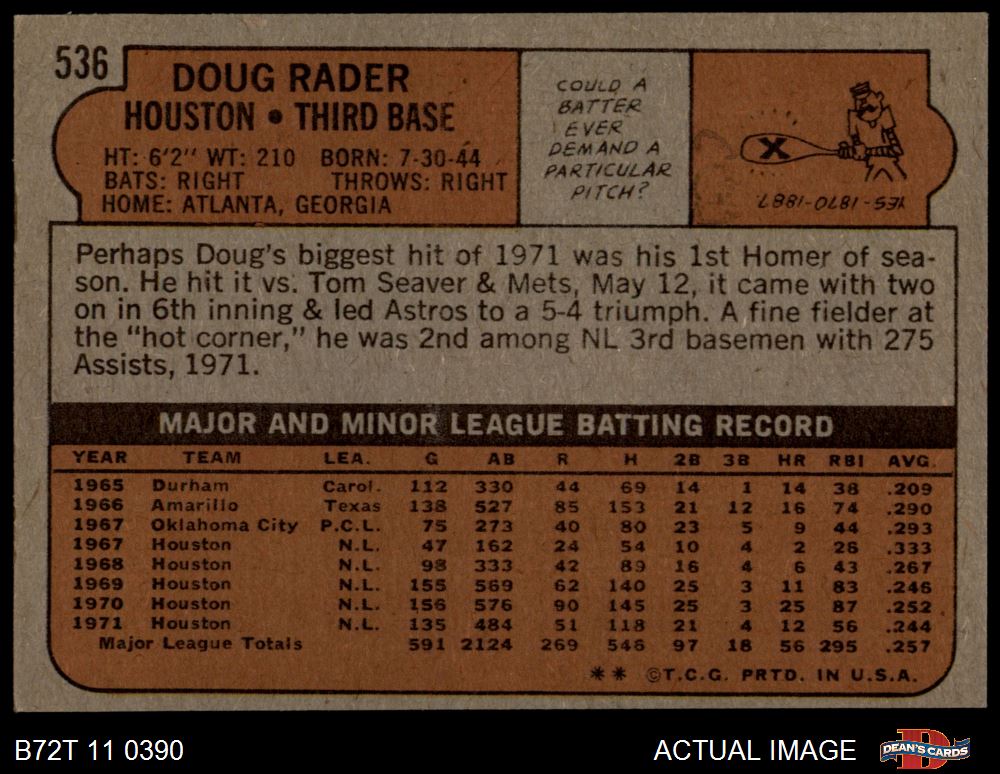 536
DOUG RADER
HOUSTON • THIRD BASE
HT: 6'2" WT: 210 BORN: 7-30-44
BATS: RIGHT THROWS: RIGHT
HOME: ATLANTA, GEORGIA
COULD A
BATTER
EVER
DEMAND A
PARTICULAR
PITCH?
X
YES-1870-1887
Perhaps Doug's biggest hit of 1971 was his 1st Homer of sea-
son. He hit it vs. Tom Seaver & Mets, May 12, it came with two
on in 6th inning & led Astros to a 5-4 triumph. A fine fielder at
the "hot corner," he was 2nd among NL 3rd basemen with 275
Assists, 1971.
MAJOR AND MINOR LEAGUE BATTING RECORD
YEAR TEAM LEA. G AB R H 2B 3B HR RBI AVG.
1965 Durham Carol. 112 330 44 69 14 1 14 38 .209
1966 Amarillo Texas 138 527 85 153 21 12 16 74 .290
1967 Oklahoma City P.C.L. 75 273 40 80 23 5 9 44 .293
1967 Houston N.L. 47 162 24 54 10 4 2 26 .333
1968 Houston N.L. 98 333 42 89 16 4 6 43 .267
1969 Houston N.L. 155 569 62 140 25 3 11 83 .246
1970 Houston N.L. 156 576 90 145 25 3 25 87 .252
1971 Houston N.L. 135 484 51 118 21 4 12 56 .244
Major League Totals 591 2124 269 546 97 18 56 295 .257
** ©T.C.G. PRTD. IN U.S.A.
B72T 11 0390
ACTUAL IMAGE
DEAN'S CARDS